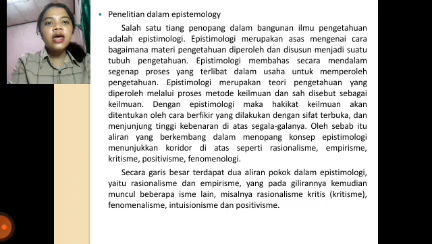 • Penelitian dalam epistemology
Salah satu tiang penopang dalam bangunan ilmu pengetahuan
adalah epistimologi. Epistimologi merupakan asas mengenai cara
bagaimana materi pengetahuan diperoleh dan disusun menjadi suatu
tubuh pengetahuan. Epistimologi membahas secara mendalam
segenap proses yang terlibat dalam usaha untuk memperoleh
pengetahuan. Epistimologi merupakan teori pengetahuan yang
diperoleh melalui proses metode keilmuan dan sah disebut sebagai
keilmuan. Dengan epistimologi maka hakikat keilmuan akan
ditentukan oleh cara berfikir yang dilakukan dengan sifat terbuka, dan
menjunjung tinggi kebenaran di atas segala-galanya. Oleh sebab itu
aliran yang berkembang dalam menopang konsep epistimologi
menunjukkan koridor di atas seperti rasionalisme, empirisme,
kritisme, positivisme, fenomenologi.
Secara garis besar terdapat dua aliran pokok dalam epistimologi,
yaitu rasionalisme dan empirisme, yang pada gilirannya kemudian
muncul beberapa isme lain, misalnya rasionalisme kritis (kritisme),
fenomenalisme, intuisionisme dan positivisme.